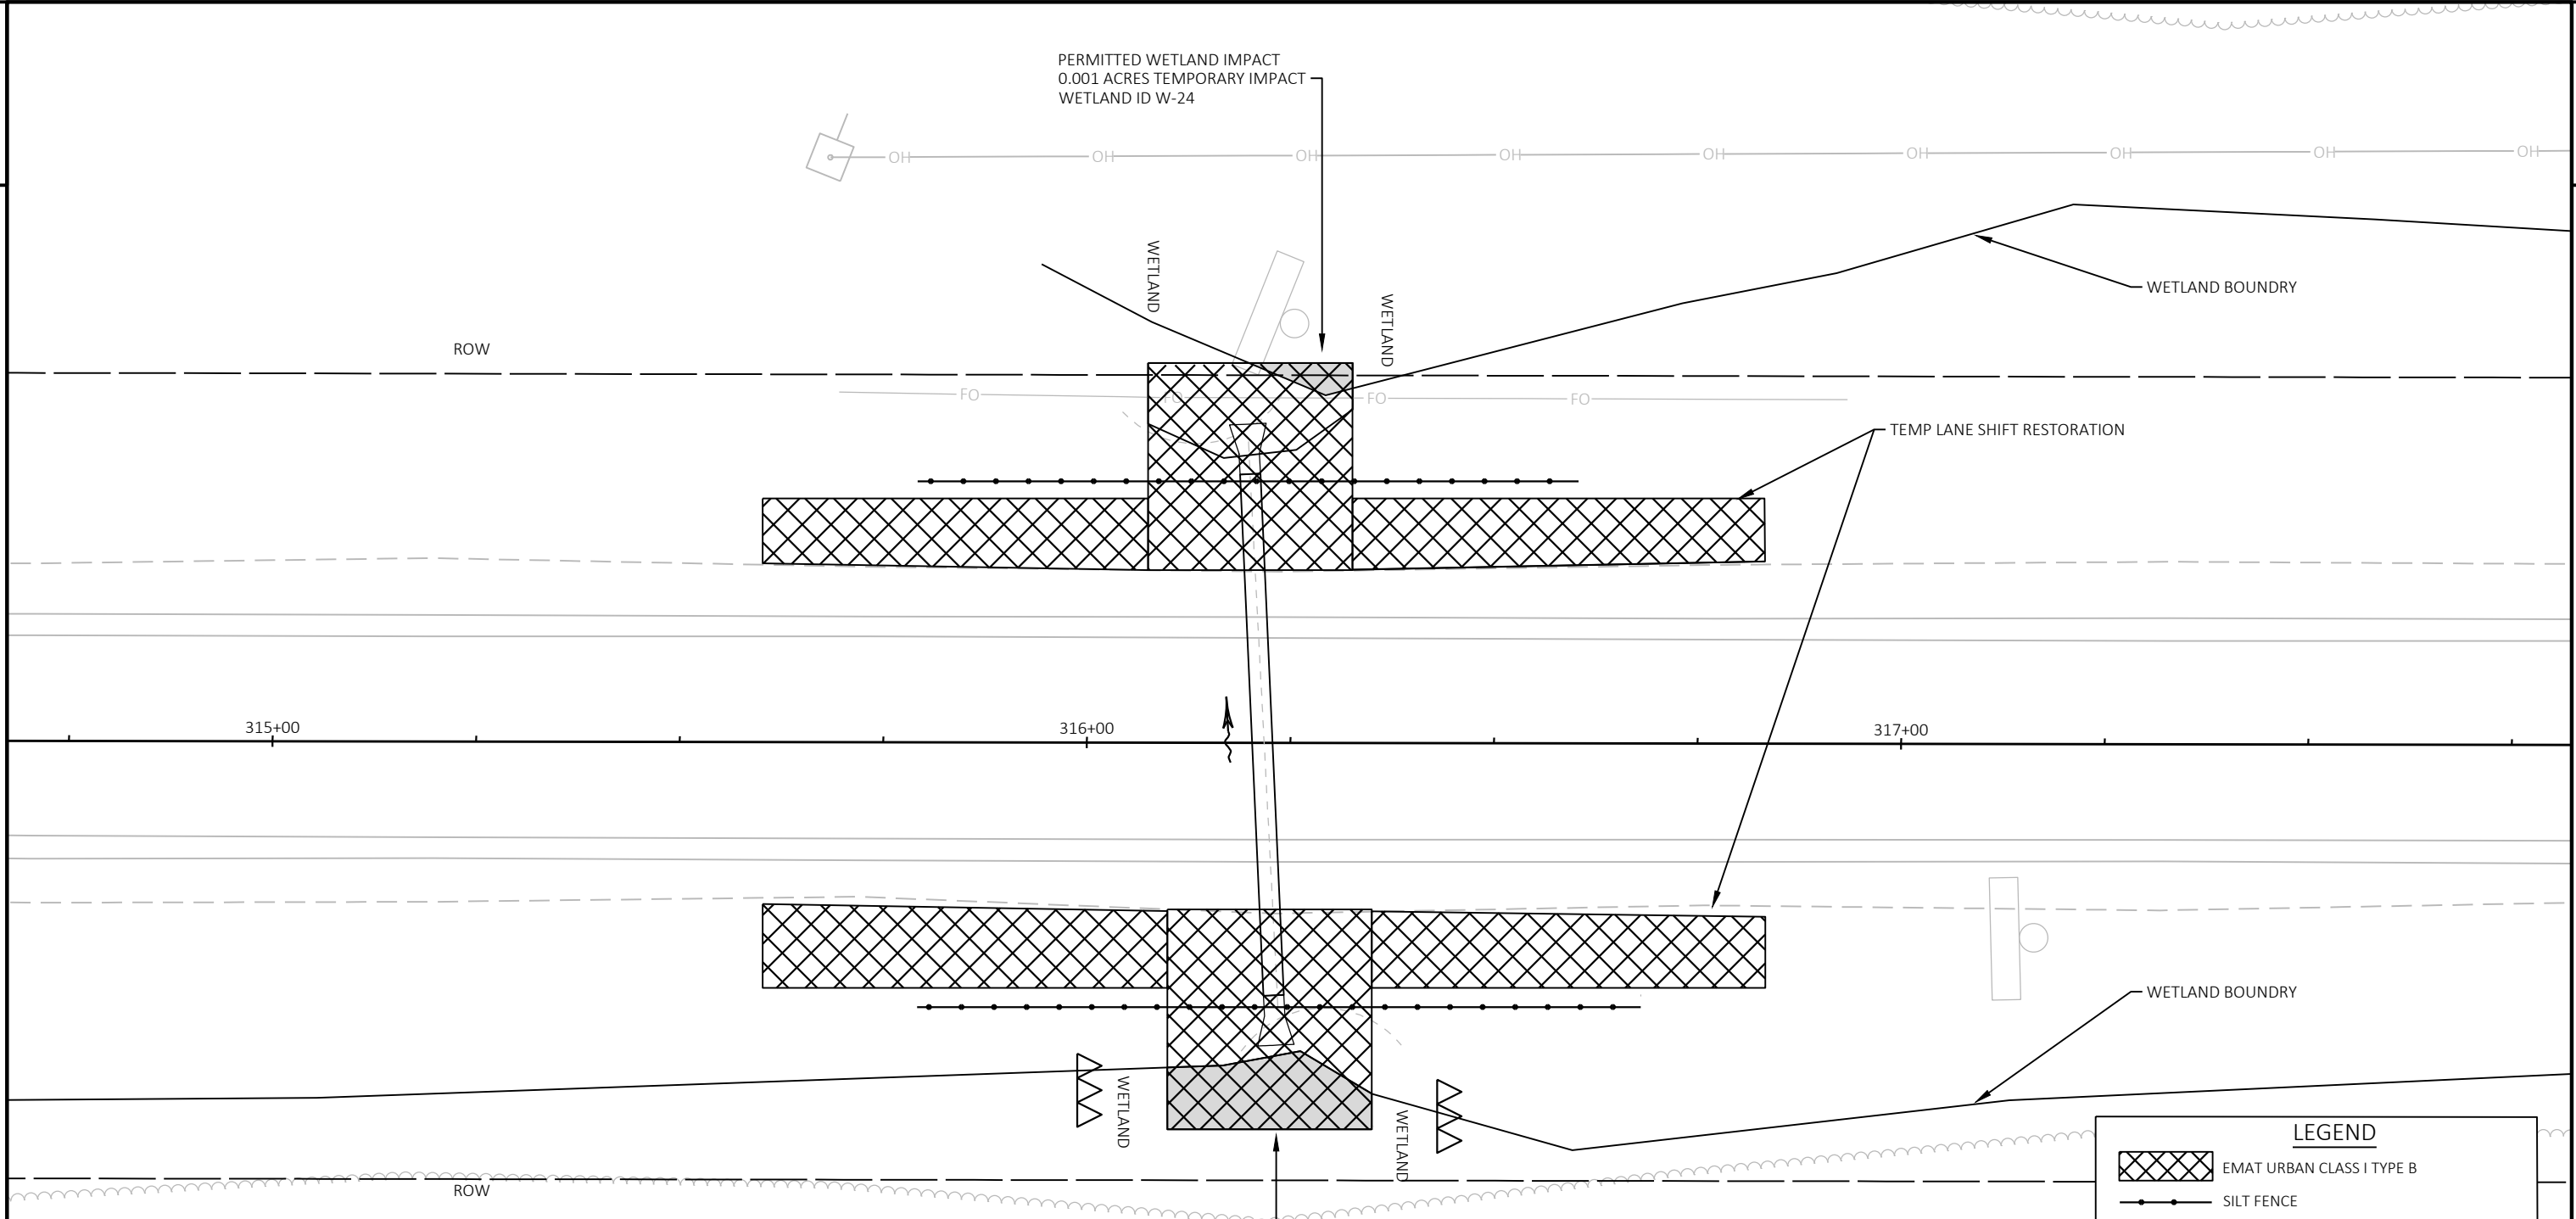 PERMITTED WETLAND IMPACT
0.001 ACRES TEMPORARY IMPACT
WETLAND ID W-24
OH OH OH OH OH OH OH OH OH
WETLAND
WETLAND
WETLAND BOUNDRY
ROW
FO FO FO FO
TEMP LANE SHIFT RESTORATION
315+00
316+00
317+00
WETLAND BOUNDRY
WETLAND
WETLAND
ROW
LEGEND
EMAT URBAN CLASS I TYPE B
SILT FENCE